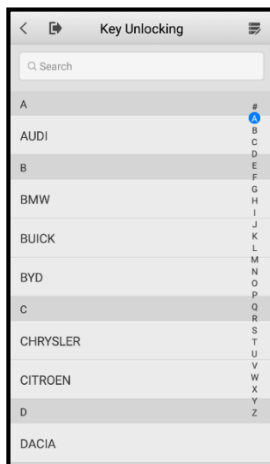 Key Unlocking
Search
A
AUDI
B
BMW
BUICK
BYD
C
CHRYSLER
CITROEN
D
DACIA
#
A
B
C
D
E
F
G
H
I
J
K
L
M
N
O
P
Q
R
S
T
U
V
W
X
Y
Z